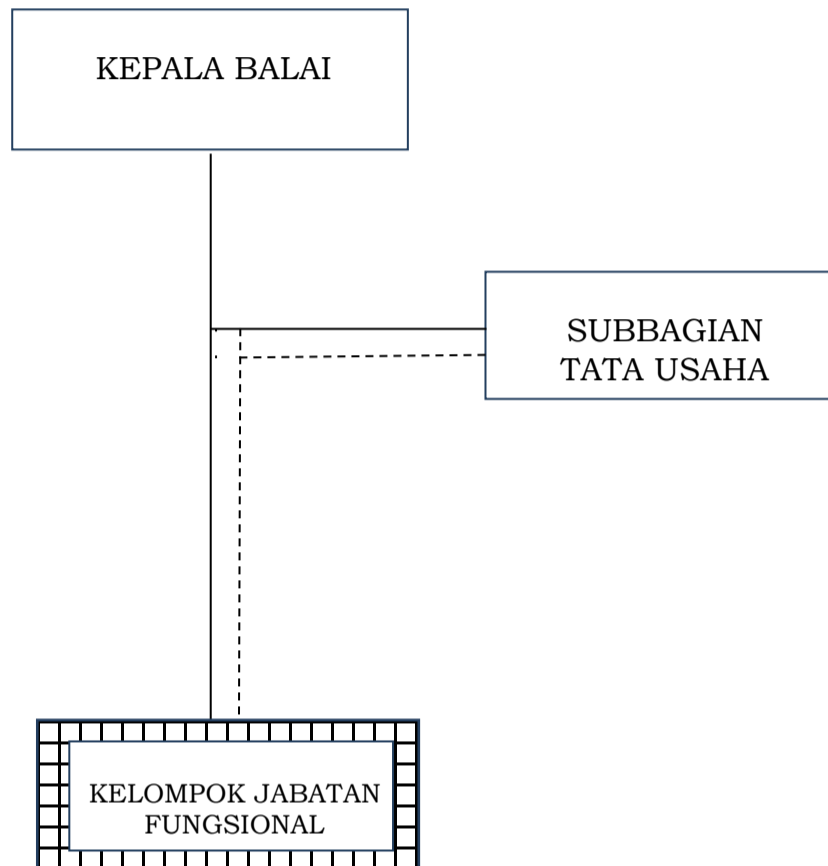 KEPALA BALAI
SUBBAGIAN
TATA USAHA
KELOMPOK JABATAN
FUNGSIONAL